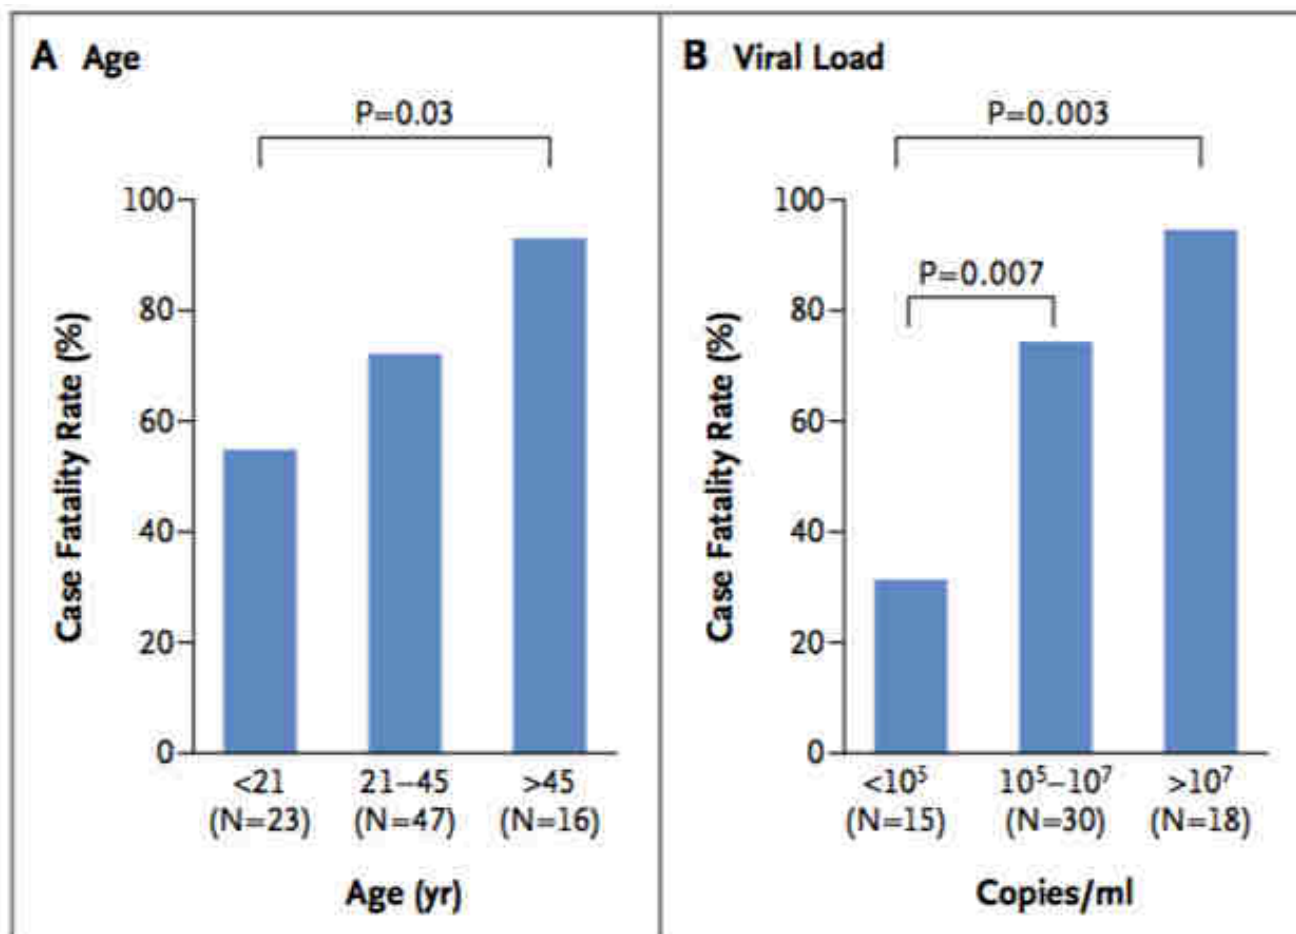 A Age
P=0.03
100
80
60
40
20
0
Case Fatality Rate (%)
<21 21–45 >45
(N=23) (N=47) (N=16)
Age (yr)
B Viral Load
P=0.003
P=0.007
100
80
60
40
20
0
Case Fatality Rate (%)
<10⁵ 10⁵–10⁷ >10⁷
(N=15) (N=30) (N=18)
Copies/ml